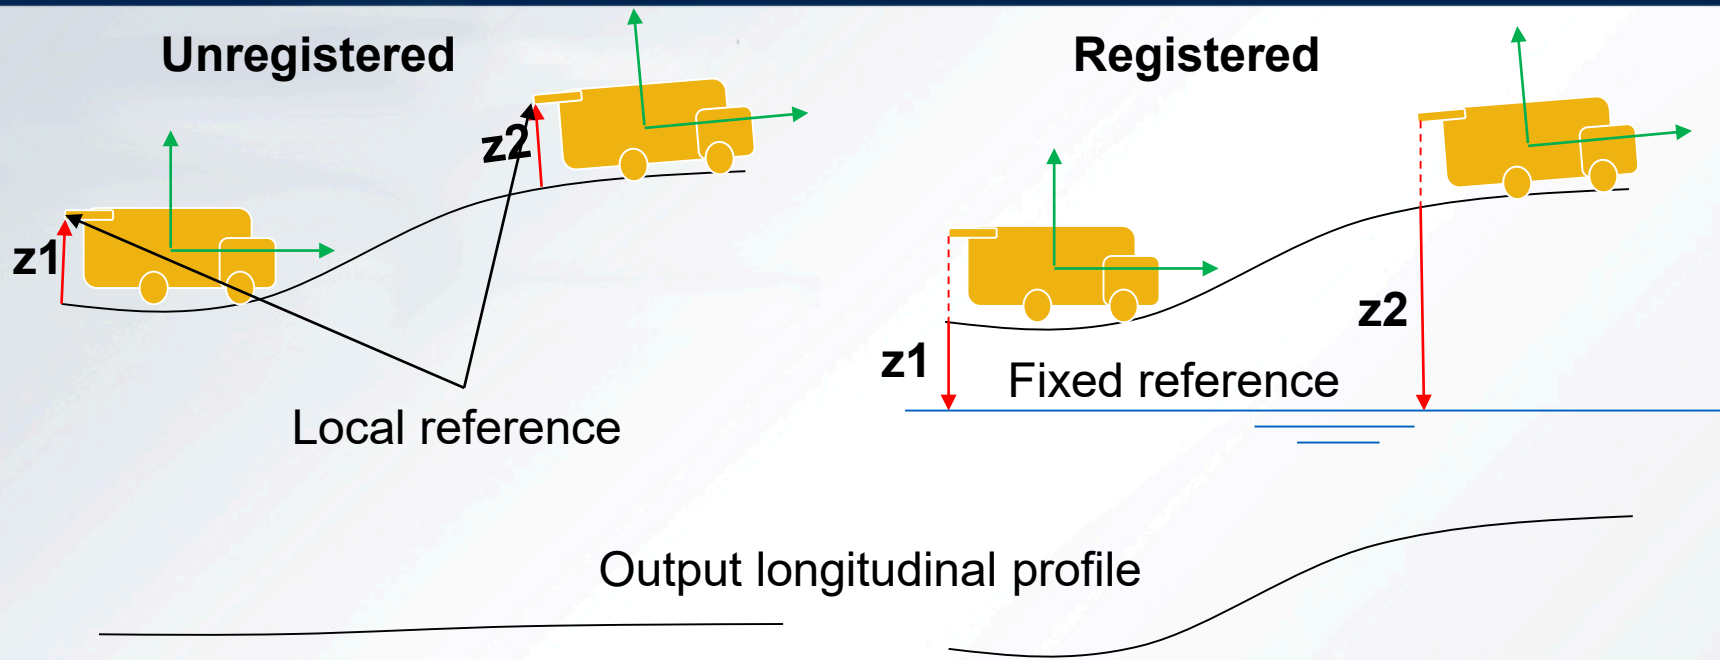 Unregistered
Registered
z2
z1
z2
z1
Fixed reference
Local reference
Output longitudinal profile